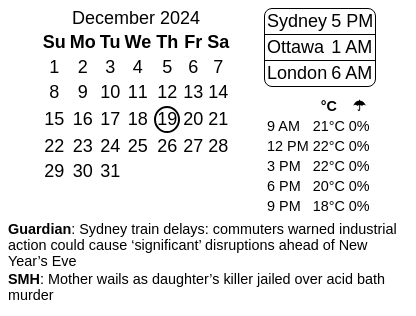 December 2024
Su Mo Tu We Th Fr Sa
1 2 3 4 5 6 7
8 9 10 11 12 13 14
15 16 17 18 19 20 21
22 23 24 25 26 27 28
29 30 31
Sydney 5 PM
Ottawa 1 AM
London 6 AM
°C ☂
9 AM 21°C 0%
12 PM 22°C 0%
3 PM 22°C 0%
6 PM 20°C 0%
9 PM 18°C 0%
Guardian: Sydney train delays: commuters warned industrial
action could cause ‘significant’ disruptions ahead of New
Year’s Eve
SMH: Mother wails as daughter’s killer jailed over acid bath
murder